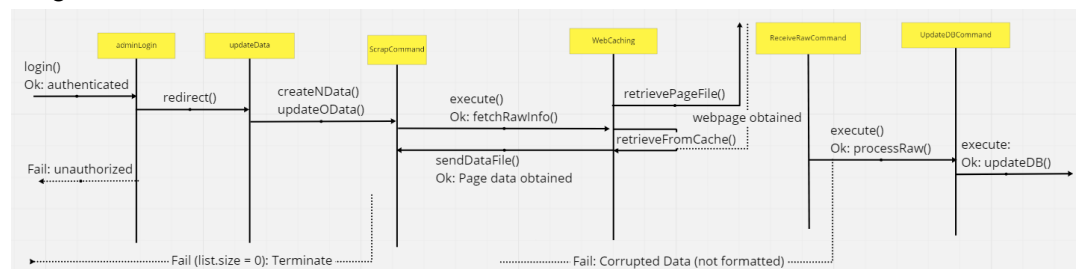 adminLogin
updateData
ScrapCommand
WebCaching
ReceiveRawCommand
UpdateDBCommand
login()
Ok: authenticated
redirect()
createNData()
updateOData()
execute()
Ok: fetchRawInfo()
retrievePageFile()
webpage obtained
retrieveFromCache()
sendDataFile()
Ok: Page data obtained
execute()
Ok: processRaw()
execute:
Ok: updateDB()
Fail: unauthorized
Fail (list.size = 0): Terminate
Fail: Corrupted Data (not formatted)